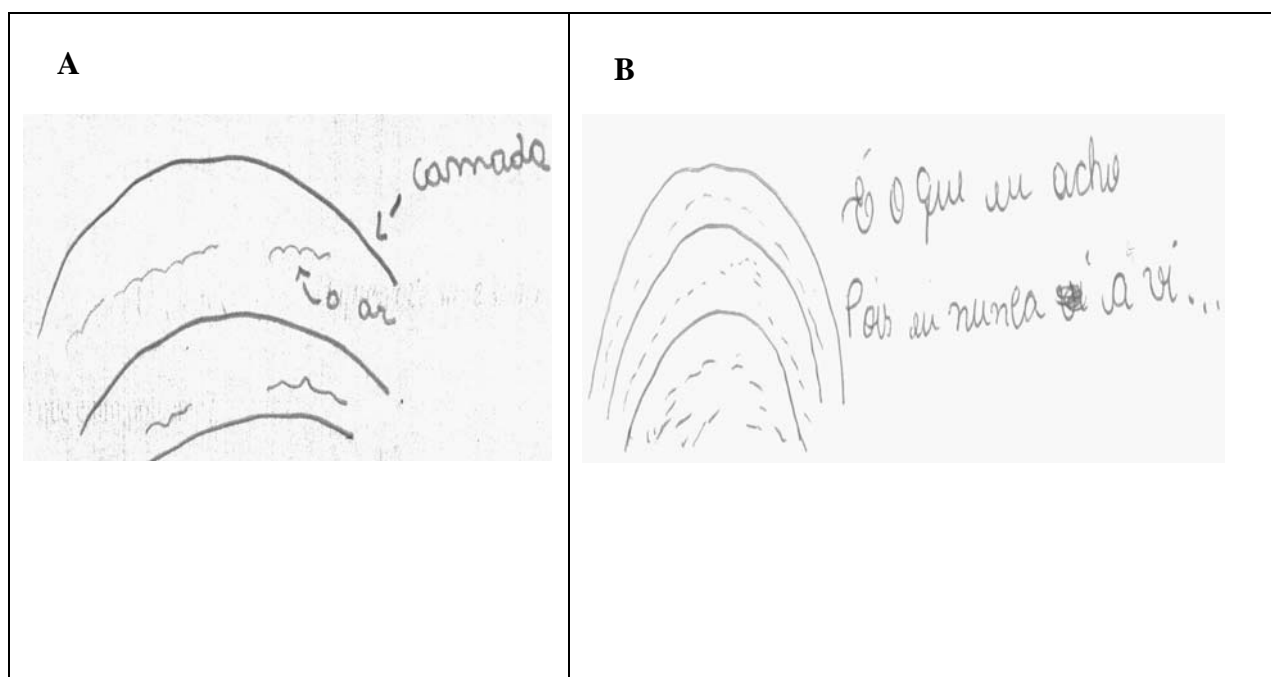 A
camada
o ar
B
É o que eu acho
Pois eu nunca a vi...